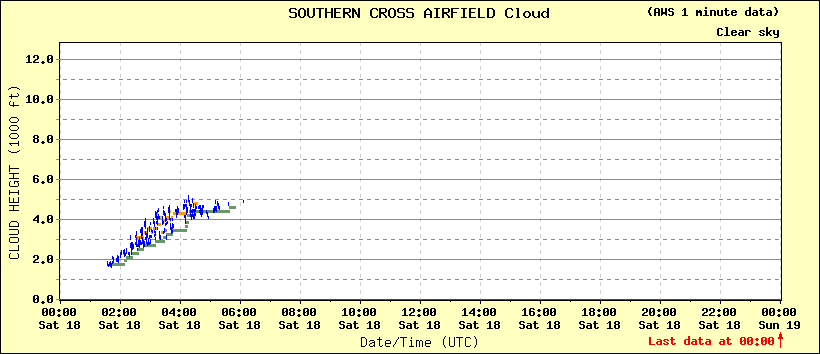 SOUTHERN CROSS AIRFIELD Cloud
(AWS 1 minute data)
Clear sky
CLOUD HEIGHT (1000 ft)
12.0
10.0
8.0
6.0
4.0
2.0
0.0
00:00 02:00 04:00 06:00 08:00 10:00 12:00 14:00 16:00 18:00 20:00 22:00 00:00
Sat 18 Sat 18 Sat 18 Sat 18 Sat 18 Sat 18 Sat 18 Sat 18 Sat 18 Sat 18 Sat 18 Sat 18 Sun 19
Date/Time (UTC)
Last data at 00:00